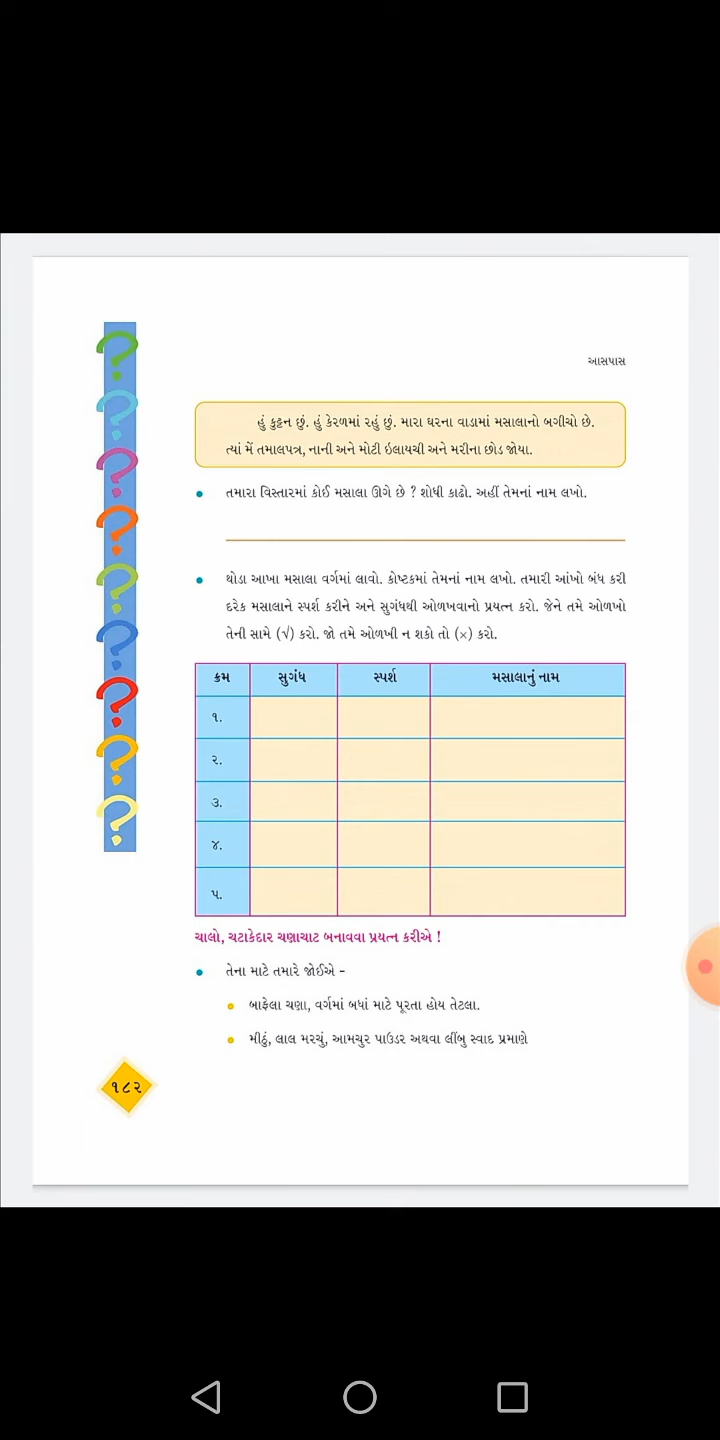 આસપાસ
હું કુટ્ટન છું. હું કેરળમાં રહું છું. મારા ઘરના વાડામાં મસાલાનો બગીચો છે.
ત્યાં મેં તમાલપત્ર, નાની અને મોટી ઇલાયચી અને મરીના છોડ જોયા.
તમારા વિસ્તારમાં કોઈ મસાલા ઊગે છે ? શોધી કાઢો. અહીં તેમનાં નામ લખો.
થોડા આખા મસાલા વર્ગમાં લાવો. કોષ્ટકમાં તેમનાં નામ લખો. તમારી આંખો બંધ કરી
દરેક મસાલાને સ્પર્શ કરીને અને સુગંધથી ઓળખવાનો પ્રયત્ન કરો. જેને તમે ઓળખો
તેની સામે (√) કરો. જો તમે ઓળખી ન શકો તો (×) કરો.
ક્રમ સુગંધ સ્પર્શ મસાલાનું નામ
૧.
૨.
૩.
૪.
૫.
ચાલો, ચટાકેદાર ચણાચાટ બનાવવા પ્રયત્ન કરીએ !
તેના માટે તમારે જોઈએ -
બાફેલા ચણા, વર્ગમાં બધાં માટે પૂરતા હોય તેટલા.
મીઠું, લાલ મરચું, આમચુર પાઉડર અથવા લીંબુ સ્વાદ પ્રમાણે
૧૮૨